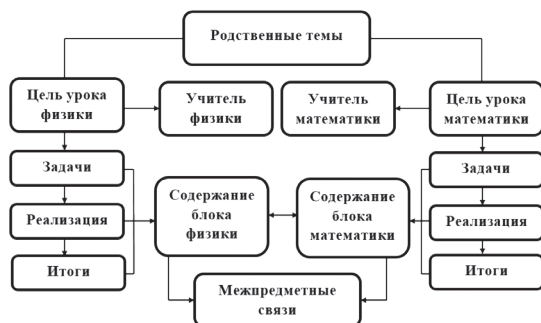 Родственные темы
Цель урока
физики
Учитель
физики
Учитель
математики
Цель урока
математики
Задачи
Реализация
Итоги
Содержание
блока
физики
Содержание
блока
математики
Задачи
Реализация
Итоги
Межпредметные
связи